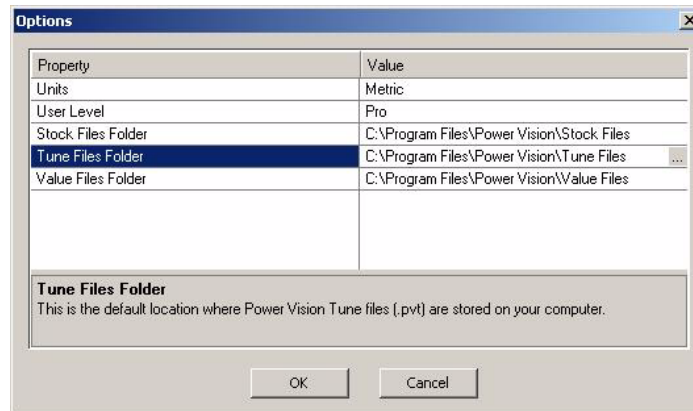 Options
Property Value
Units Metric
User Level Pro
Stock Files Folder C:\Program Files\Power Vision\Stock Files
Tune Files Folder C:\Program Files\Power Vision\Tune Files ...
Value Files Folder C:\Program Files\Power Vision\Value Files
Tune Files Folder
This is the default location where Power Vision Tune files (.pvt) are stored on your computer.
OK Cancel